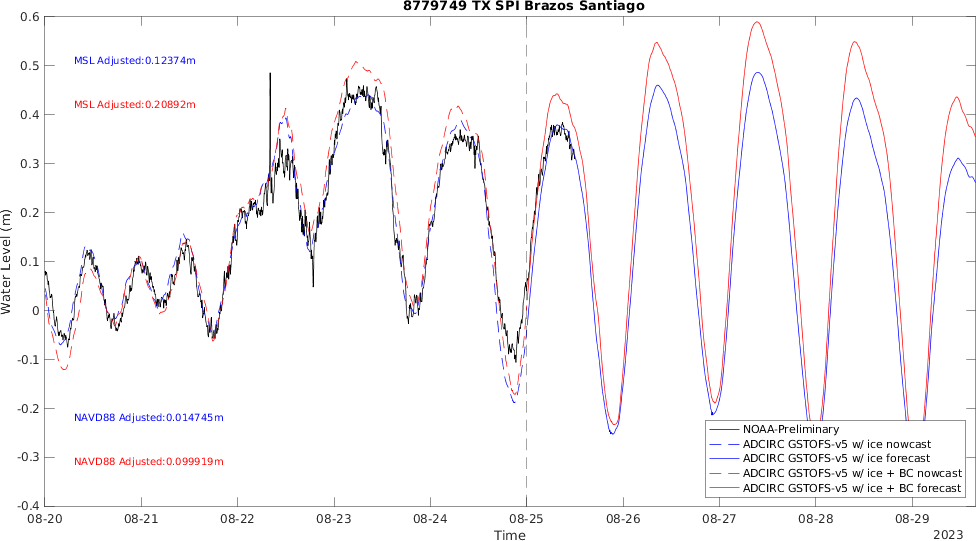 8779749 TX SPI Brazos Santiago
Water Level (m)
0.6
0.5
0.4
0.3
0.2
0.1
0
-0.1
-0.2
-0.3
-0.4
MSL Adjusted:0.12374m
MSL Adjusted:0.20892m
NAVD88 Adjusted:0.014745m
NAVD88 Adjusted:0.099919m
NOAA-Preliminary
ADCIRC GSTOFS-v5 w/ ice nowcast
ADCIRC GSTOFS-v5 w/ ice forecast
ADCIRC GSTOFS-v5 w/ ice + BC nowcast
ADCIRC GSTOFS-v5 w/ ice + BC forecast
08-20 08-21 08-22 08-23 08-24 08-25 08-26 08-27 08-28 08-29
Time
2023